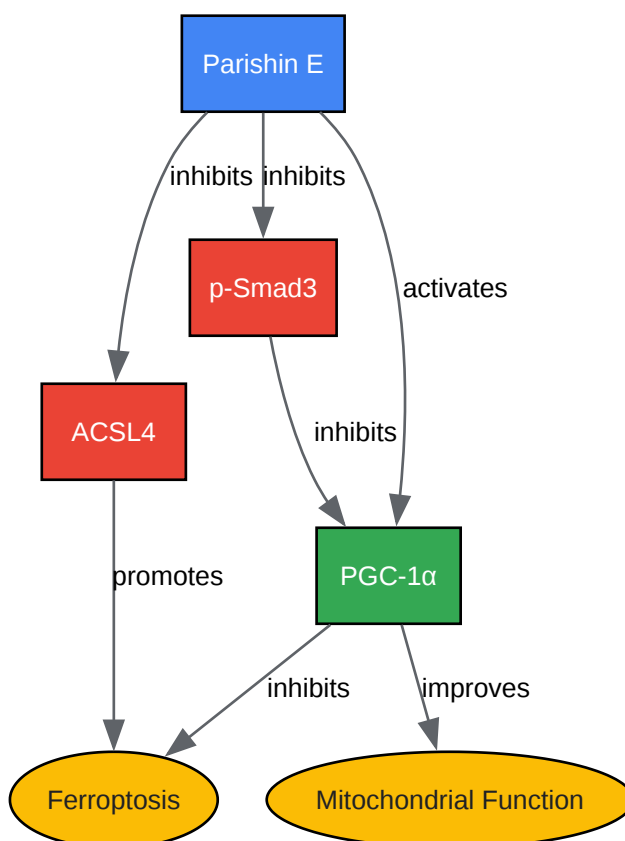 Parishin E
inhibits inhibits
p-Smad3
activates
ACSL4
inhibits
promotes
PGC-1α
inhibits improves
Ferroptosis Mitochondrial Function